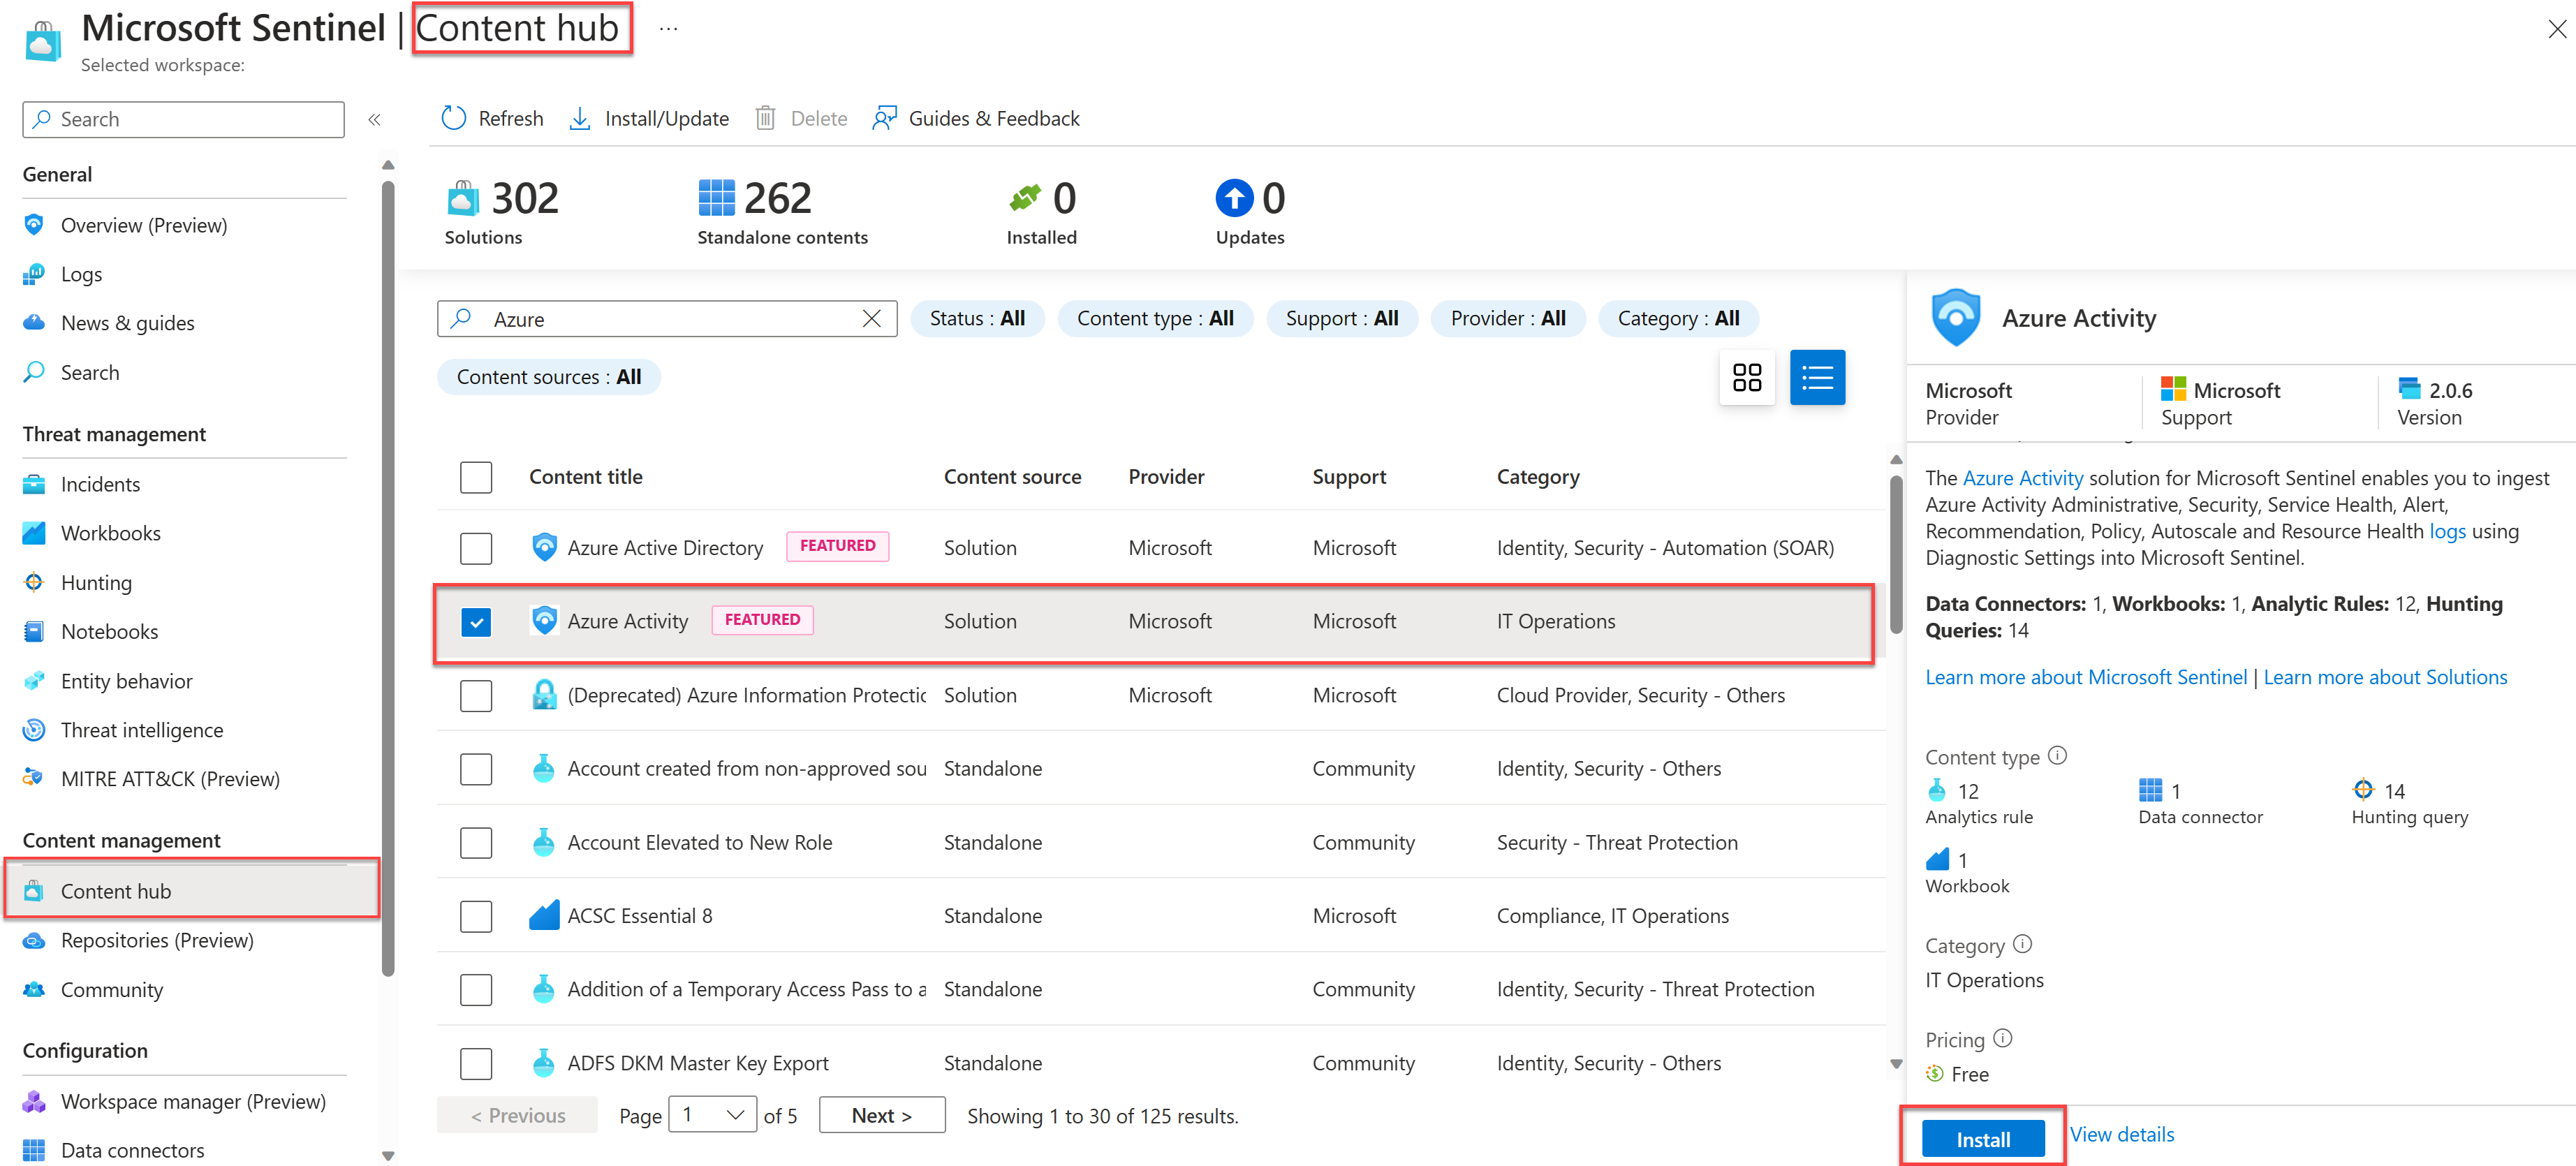 Microsoft Sentinel | Content hub ...
Selected workspace:
Search «
General
Overview (Preview)
Logs
News & guides
Search
Threat management
Incidents
Workbooks
Hunting
Notebooks
Entity behavior
Threat intelligence
MITRE ATT&CK (Preview)
Content management
Content hub
Repositories (Preview)
Community
Configuration
Workspace manager (Preview)
Data connectors
Refresh Install/Update Delete Guides & Feedback
302 262 0 0
Solutions Standalone contents Installed Updates
Azure Status : All Content type : All Support : All Provider : All Category : All
Content sources : All
Content title Content source Provider Support Category
Azure Active Directory FEATURED Solution Microsoft Microsoft Identity, Security - Automation (SOAR)
Azure Activity FEATURED Solution Microsoft Microsoft IT Operations
(Deprecated) Azure Information Protectic Solution Microsoft Microsoft Cloud Provider, Security - Others
Account created from non-approved sou Standalone Community Identity, Security - Others
Account Elevated to New Role Standalone Community Security - Threat Protection
ACSC Essential 8 Standalone Microsoft Compliance, IT Operations
Addition of a Temporary Access Pass to a Standalone Community Identity, Security - Threat Protection
ADFS DKM Master Key Export Standalone Community Identity, Security - Others
< Previous Page 1 of 5 Next > Showing 1 to 30 of 125 results.
Azure Activity
Microsoft Microsoft 2.0.6
Provider Support Version
The Azure Activity solution for Microsoft Sentinel enables you to ingest
Azure Activity Administrative, Security, Service Health, Alert,
Recommendation, Policy, Autoscale and Resource Health logs using
Diagnostic Settings into Microsoft Sentinel.
Data Connectors: 1, Workbooks: 1, Analytic Rules: 12, Hunting
Queries: 14
Learn more about Microsoft Sentinel | Learn more about Solutions
Content type
12 1 14
Analytics rule Data connector Hunting query
1
Workbook
Category
IT Operations
Pricing
Free
Install View details